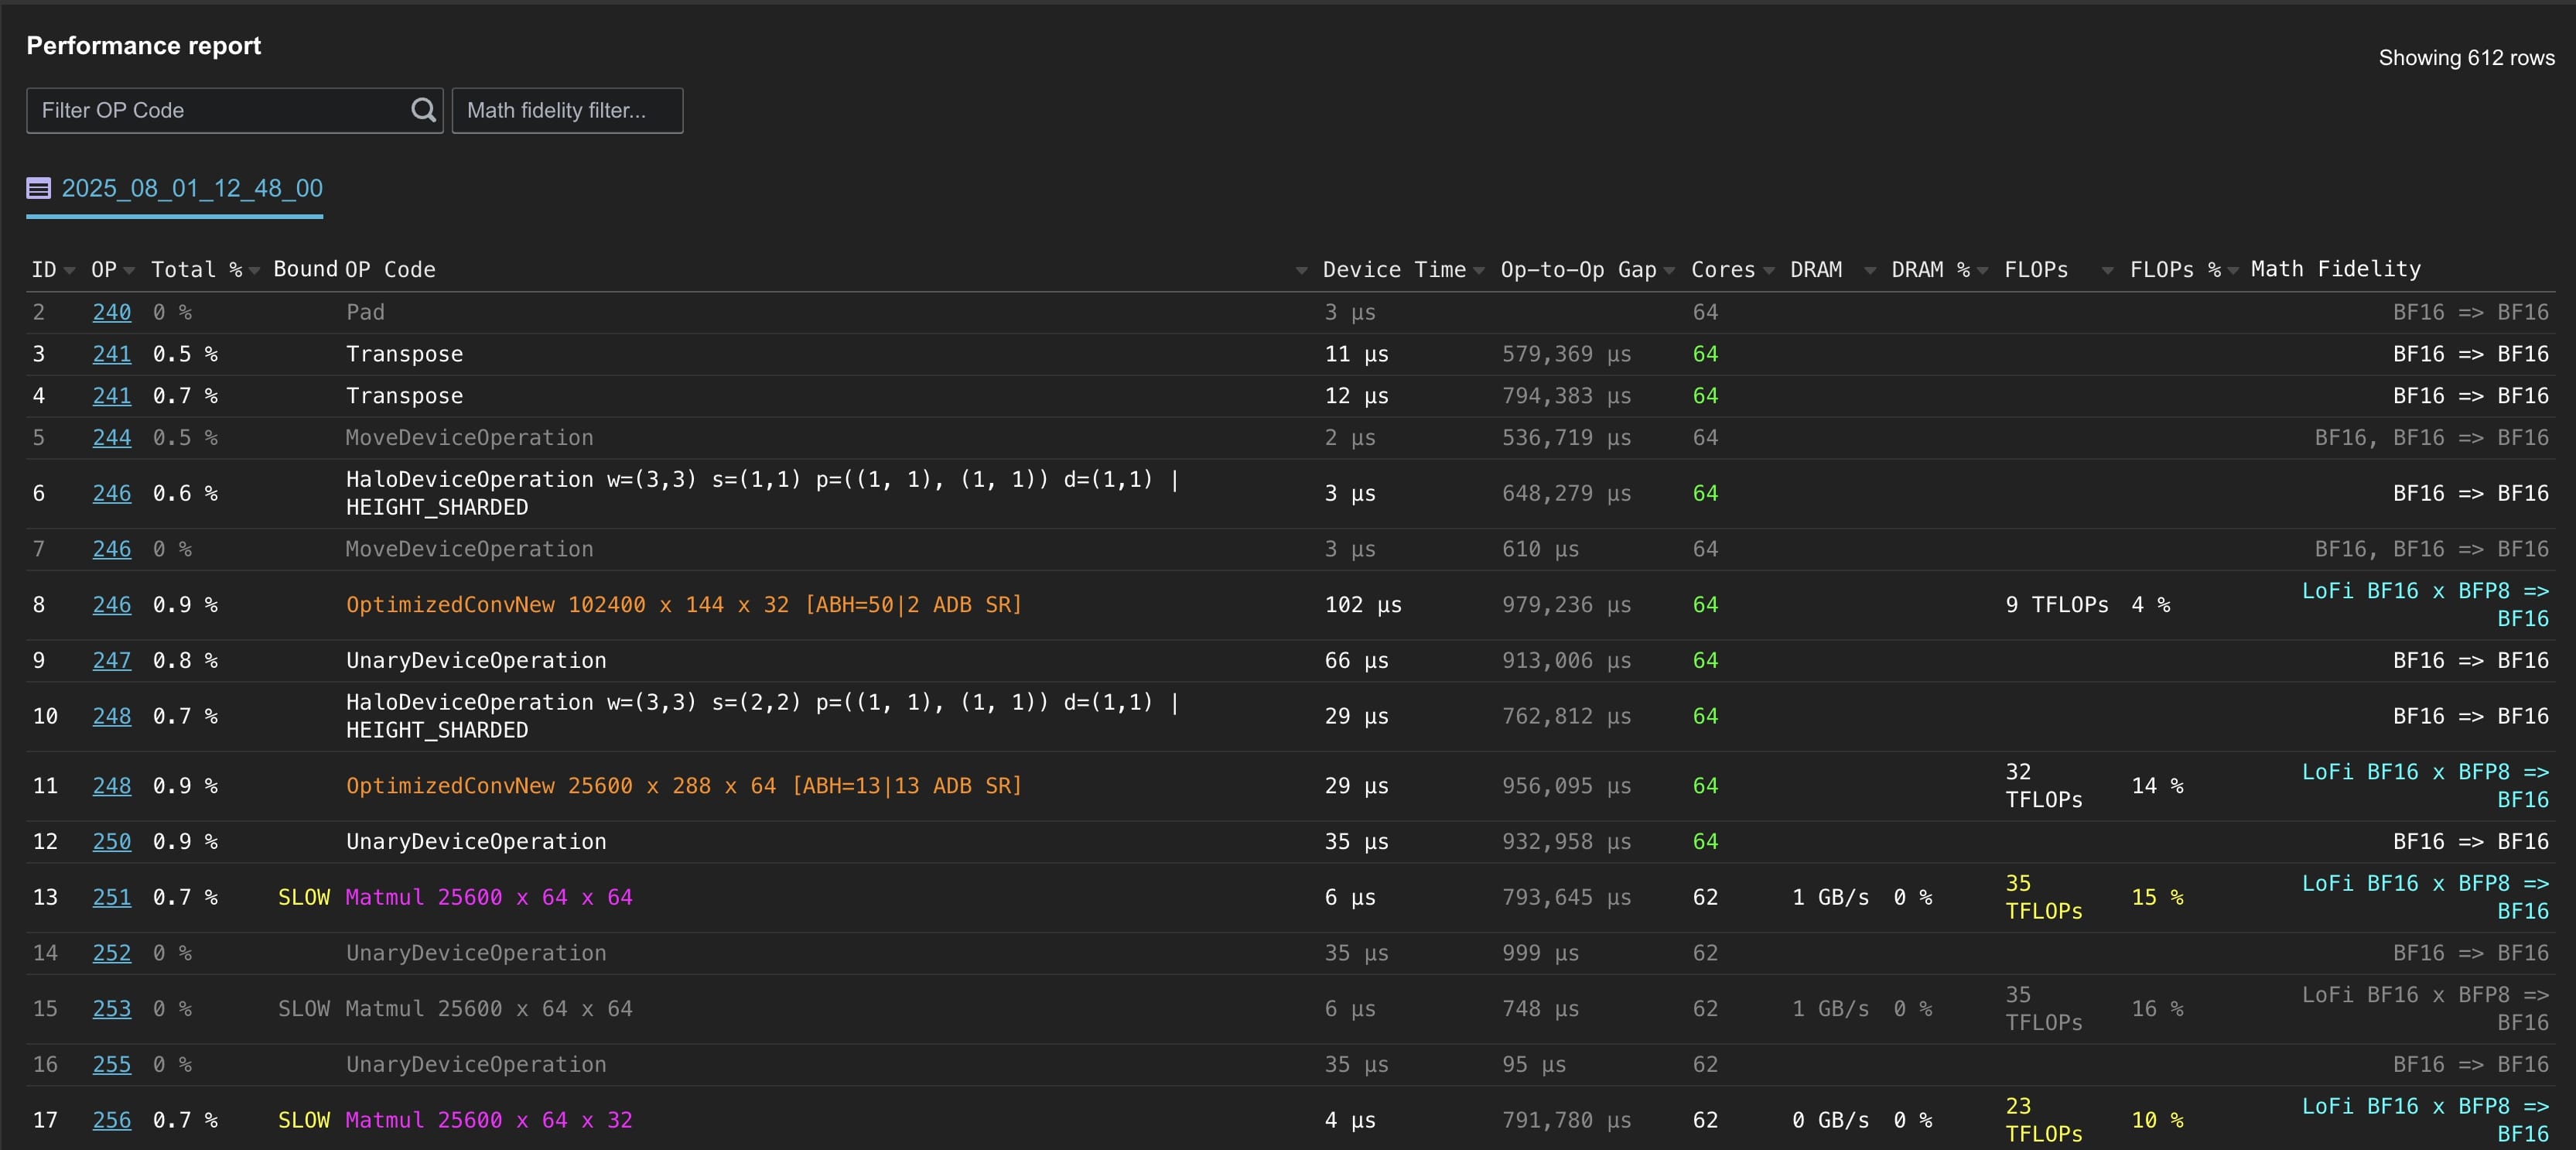 Performance report
Showing 612 rows
Filter OP Code
Math fidelity filter...
2025_08_01_12_48_00
ID OP Total % Bound OP Code Device Time Op-to-Op Gap Cores DRAM DRAM % FLOPs FLOPs % Math Fidelity
2 240 0 % Pad 3 µs 64 BF16 => BF16
3 241 0.5 % Transpose 11 µs 579,369 µs 64 BF16 => BF16
4 241 0.7 % Transpose 12 µs 794,383 µs 64 BF16 => BF16
5 244 0.5 % MoveDeviceOperation 2 µs 536,719 µs 64 BF16, BF16 => BF16
HaloDeviceOperation w=(3,3) s=(1,1) p=((1, 1), (1, 1)) d=(1,1) |
6 246 0.6 % 3 µs 648,279 µs 64 BF16 => BF16
HEIGHT_SHARDED
7 246 0 % MoveDeviceOperation 3 µs 610 µs 64 BF16, BF16 => BF16
LoFi BF16 x BFP8 =>
8 246 0.9 % OptimizedConvNew 102400 x 144 x 32 [ABH=50|2 ADB SR] 102 µs 979,236 µs 64 9 TFLOPs 4 %
BF16
9 247 0.8 % UnaryDeviceOperation 66 µs 913,006 µs 64 BF16 => BF16
HaloDeviceOperation w=(3,3) s=(2,2) p=((1, 1), (1, 1)) d=(1,1) |
10 248 0.7 % 29 µs 762,812 µs 64 BF16 => BF16
HEIGHT_SHARDED
32 LoFi BF16 x BFP8 =>
11 248 0.9 % OptimizedConvNew 25600 x 288 x 64 [ABH=13|13 ADB SR] 29 µs 956,095 µs 64 14 %
TFLOPs BF16
12 250 0.9 % UnaryDeviceOperation 35 µs 932,958 µs 64 BF16 => BF16
35 LoFi BF16 x BFP8 =>
13 251 0.7 % SLOW Matmul 25600 x 64 x 64 6 µs 793,645 µs 62 1 GB/s 0 % 15 %
TFLOPs BF16
14 252 0 % UnaryDeviceOperation 35 µs 999 µs 62 BF16 => BF16
35 LoFi BF16 x BFP8 =>
15 253 0 % SLOW Matmul 25600 x 64 x 64 6 µs 748 µs 62 1 GB/s 0 % 16 %
TFLOPs BF16
16 255 0 % UnaryDeviceOperation 35 µs 95 µs 62 BF16 => BF16
23 LoFi BF16 x BFP8 =>
17 256 0.7 % SLOW Matmul 25600 x 64 x 32 4 µs 791,780 µs 62 0 GB/s 0 % 10 %
TFLOPs BF16